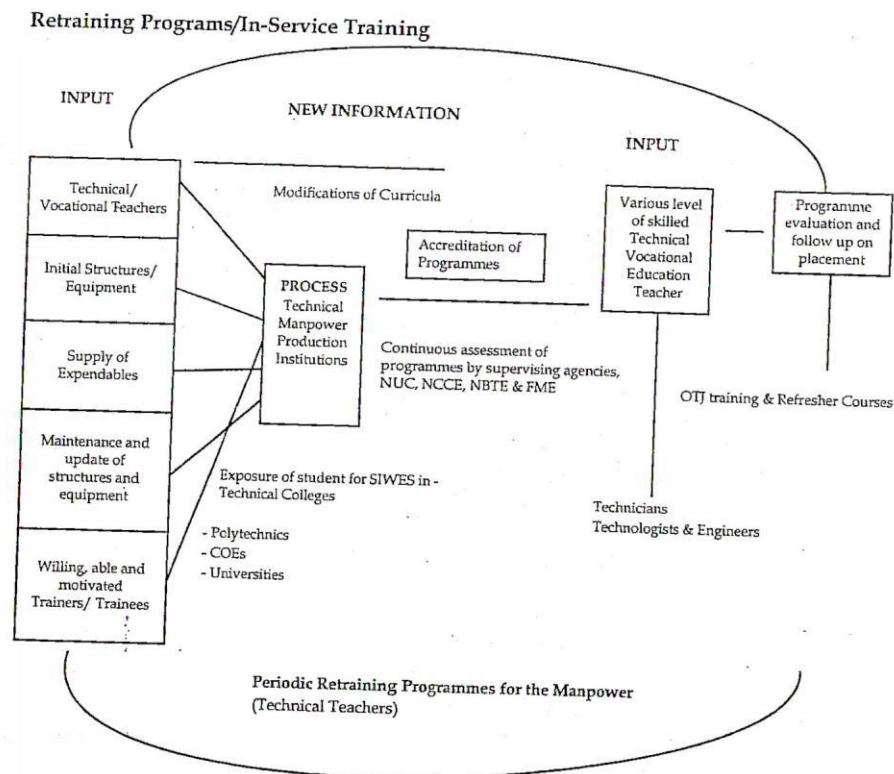 Retraining Programs/In-Service Training
INPUT
NEW INFORMATION
INPUT
Technical/
Vocational Teachers
Initial Structures/
Equipment
Supply of
Expendables
Maintenance and
update of
structures and
equipment
Willing, able and
motivated
Trainers/ Trainees
Modifications of Curricula
PROCESS
Technical
Manpower
Production
Institutions
Accreditation of
Programmes
Continuous assessment of
programmes by supervising agencies,
NUC, NCCE, NBTE & FME
Exposure of student for SIWES in -
Technical Colleges
- Polytechnics
- COEs
- Universities
Various level
of skilled
Technical
Vocational
Education
Teacher
Programme
evaluation and
follow up on
placement
OTJ training & Refresher Courses
Technicians
Technologists & Engineers
Periodic Retraining Programmes for the Manpower
(Technical Teachers)